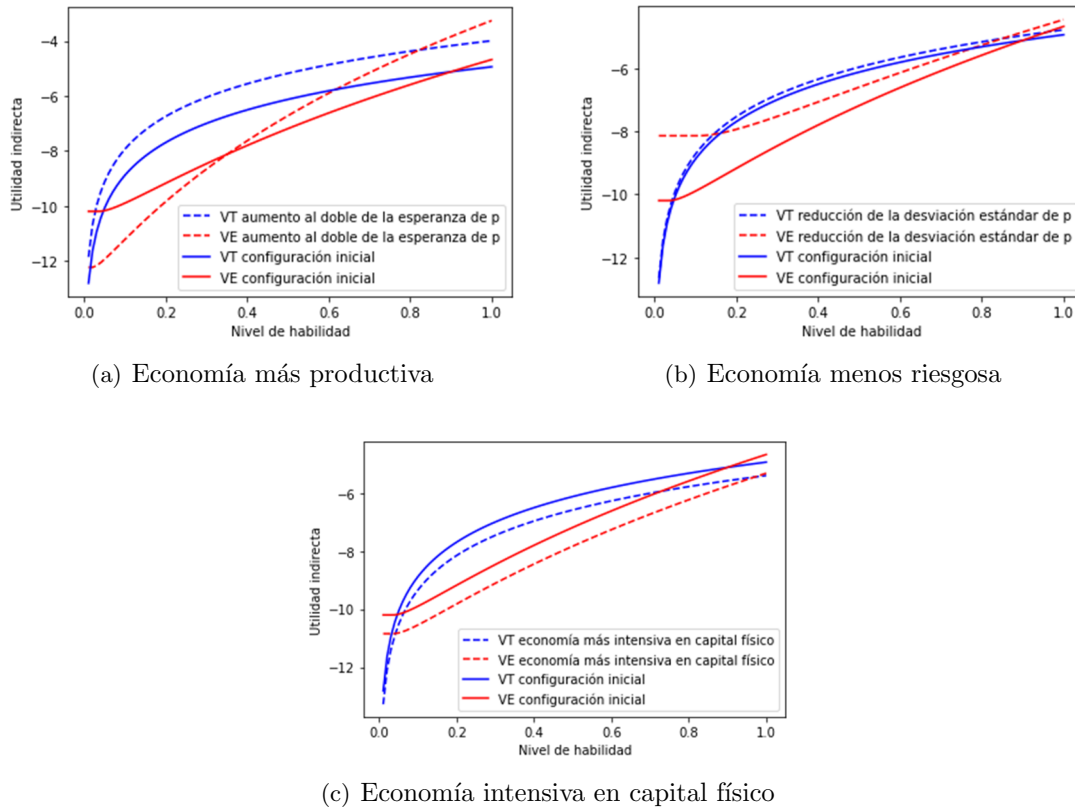 −4
−6
−8
−10
−12
0.0 0.2 0.4 0.6 0.8 1.0
Utilidad indirecta
Nivel de habilidad
VT aumento al doble de la esperanza de p
VE aumento al doble de la esperanza de p
VT configuración inicial
VE configuración inicial
(a) Economía más productiva
−6
−8
−10
−12
0.0 0.2 0.4 0.6 0.8 1.0
Utilidad indirecta
Nivel de habilidad
VT reducción de la desviación estándar de p
VE reducción de la desviación estándar de p
VT configuración inicial
VE configuración inicial
(b) Economía menos riesgosa
−6
−8
−10
−12
0.0 0.2 0.4 0.6 0.8 1.0
Utilidad indirecta
Nivel de habilidad
VT economía más intensiva en capital físico
VE economía más intensiva en capital físico
VT configuración inicial
VE configuración inicial
(c) Economía intensiva en capital físico